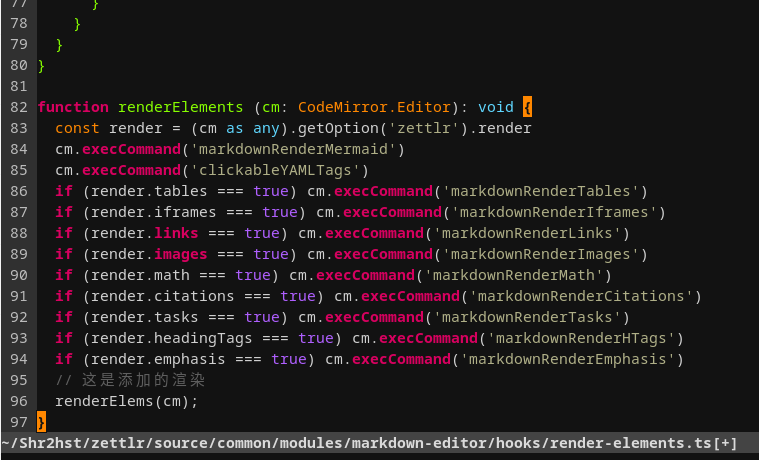 77       }
78     }
79   }
80 }
81
82 function renderElements (cm: CodeMirror.Editor): void {
83   const render = (cm as any).getOption('zettlr').render
84   cm.execCommand('markdownRenderMermaid')
85   cm.execCommand('clickableYAMLTags')
86   if (render.tables === true) cm.execCommand('markdownRenderTables')
87   if (render.iframes === true) cm.execCommand('markdownRenderIframes')
88   if (render.links === true) cm.execCommand('markdownRenderLinks')
89   if (render.images === true) cm.execCommand('markdownRenderImages')
90   if (render.math === true) cm.execCommand('markdownRenderMath')
91   if (render.citations === true) cm.execCommand('markdownRenderCitations')
92   if (render.tasks === true) cm.execCommand('markdownRenderTasks')
93   if (render.headingTags === true) cm.execCommand('markdownRenderHTags')
94   if (render.emphasis === true) cm.execCommand('markdownRenderEmphasis')
95   // 这是添加的渲染
96   renderElems(cm);
97 }
~/Shr2hst/zettlr/source/common/modules/markdown-editor/hooks/render-elements.ts[+]